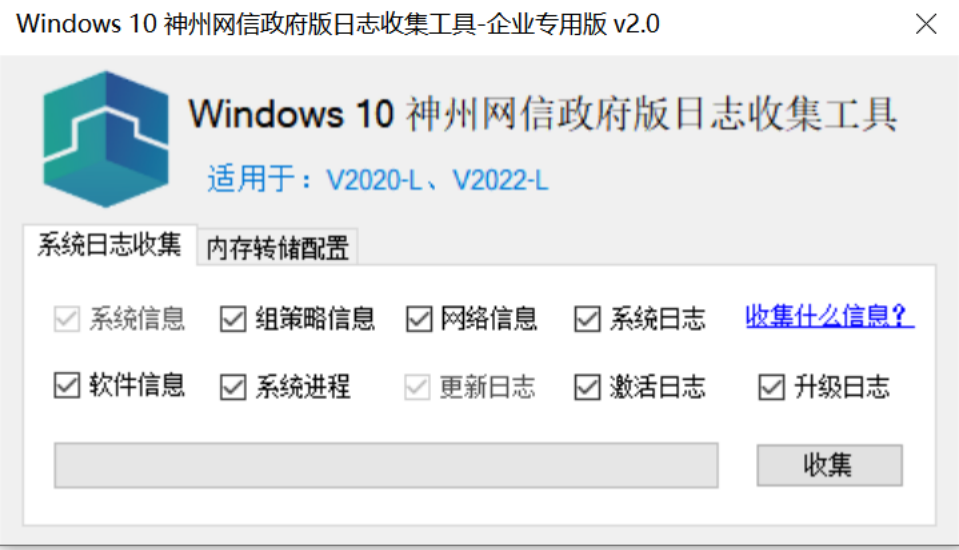 Windows 10 神州网信政府版日志收集工具-企业专用版 v2.0
Windows 10 神州网信政府版日志收集工具
适用于：V2020-L、V2022-L
系统日志收集 内存转储配置
系统信息 组策略信息 网络信息 系统日志 收集什么信息？
软件信息 系统进程 更新日志 激活日志 升级日志
收集